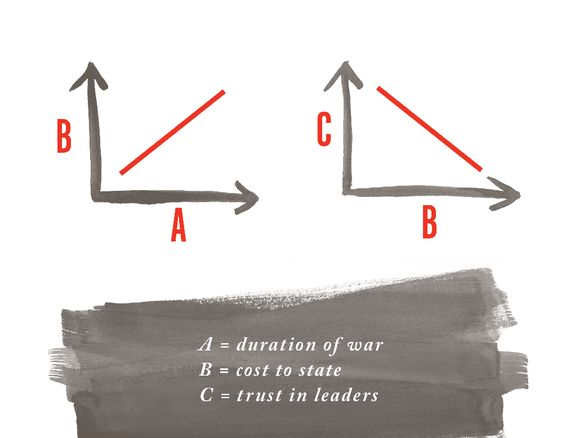 B
A
C
B
A = duration of war
B = cost to state
C = trust in leaders